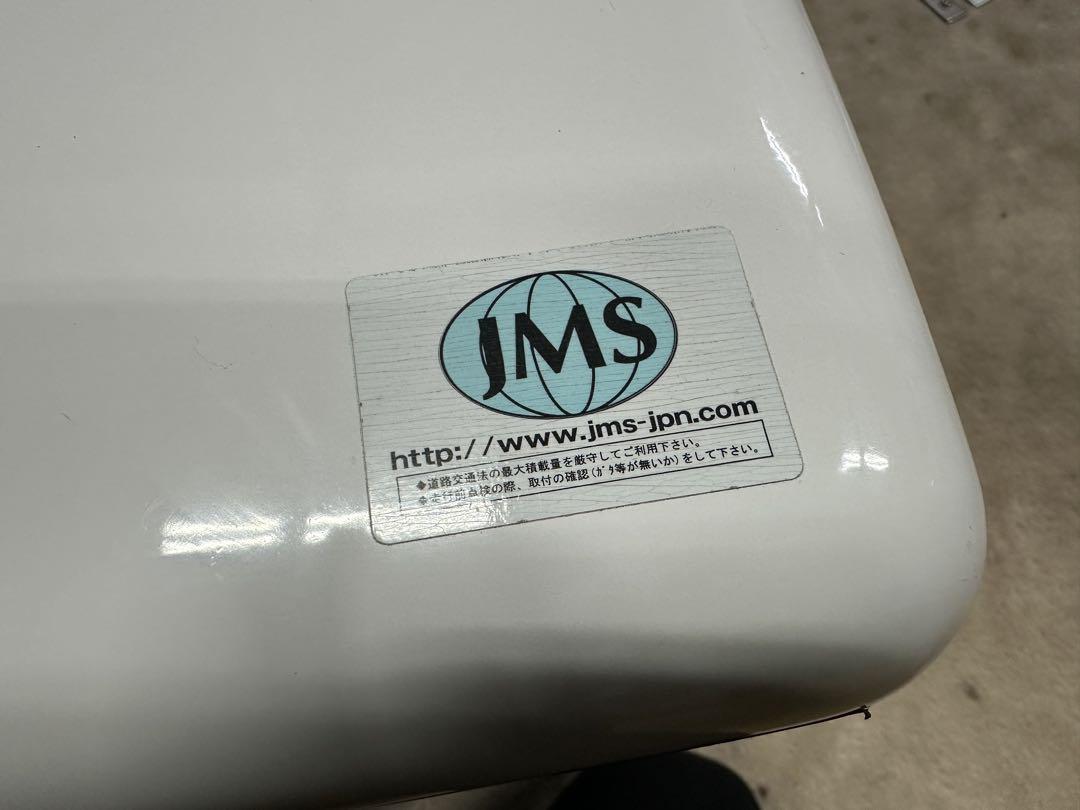 JMS
http://www.jms-jpn.com
◆道路交通法の最大積載量を厳守してご利用下さい。
◆走行前点検の際、取付の確認(ｶﾞﾀ等が無いか)をして下さい。